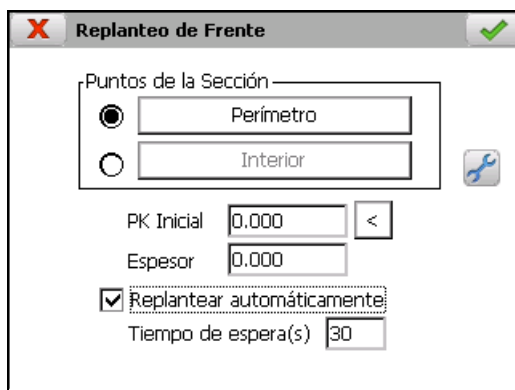 Replanteo de Frente
Puntos de la Sección
Perímetro
Interior
PK Inicial 0.000 <
Espesor 0.000
Replantear automáticamente
Tiempo de espera(s) 30